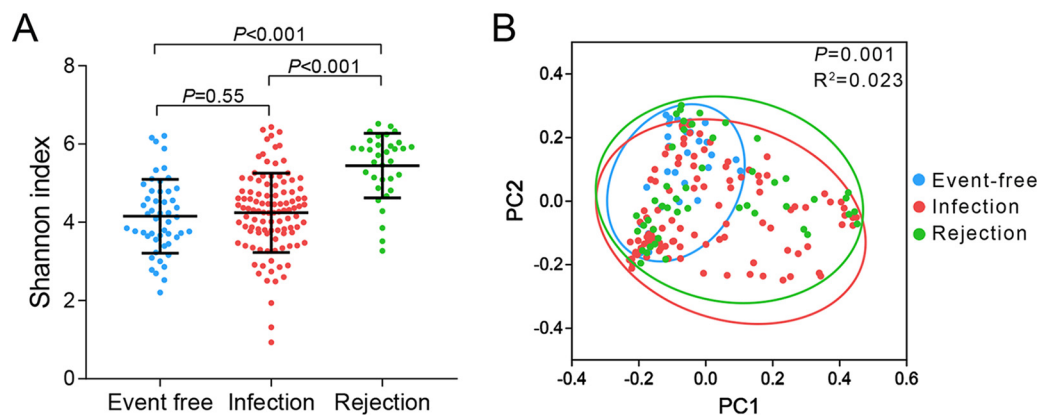 A
P<0.001
P<0.001
P=0.55
8
6
4
2
0
Shannon index
Event free Infection Rejection
B
P=0.001
R²=0.023
0.4
0.2
0.0
-0.2
-0.4
PC2
-0.4 -0.2 0.0 0.2 0.4 0.6
PC1
Event-free
Infection
Rejection